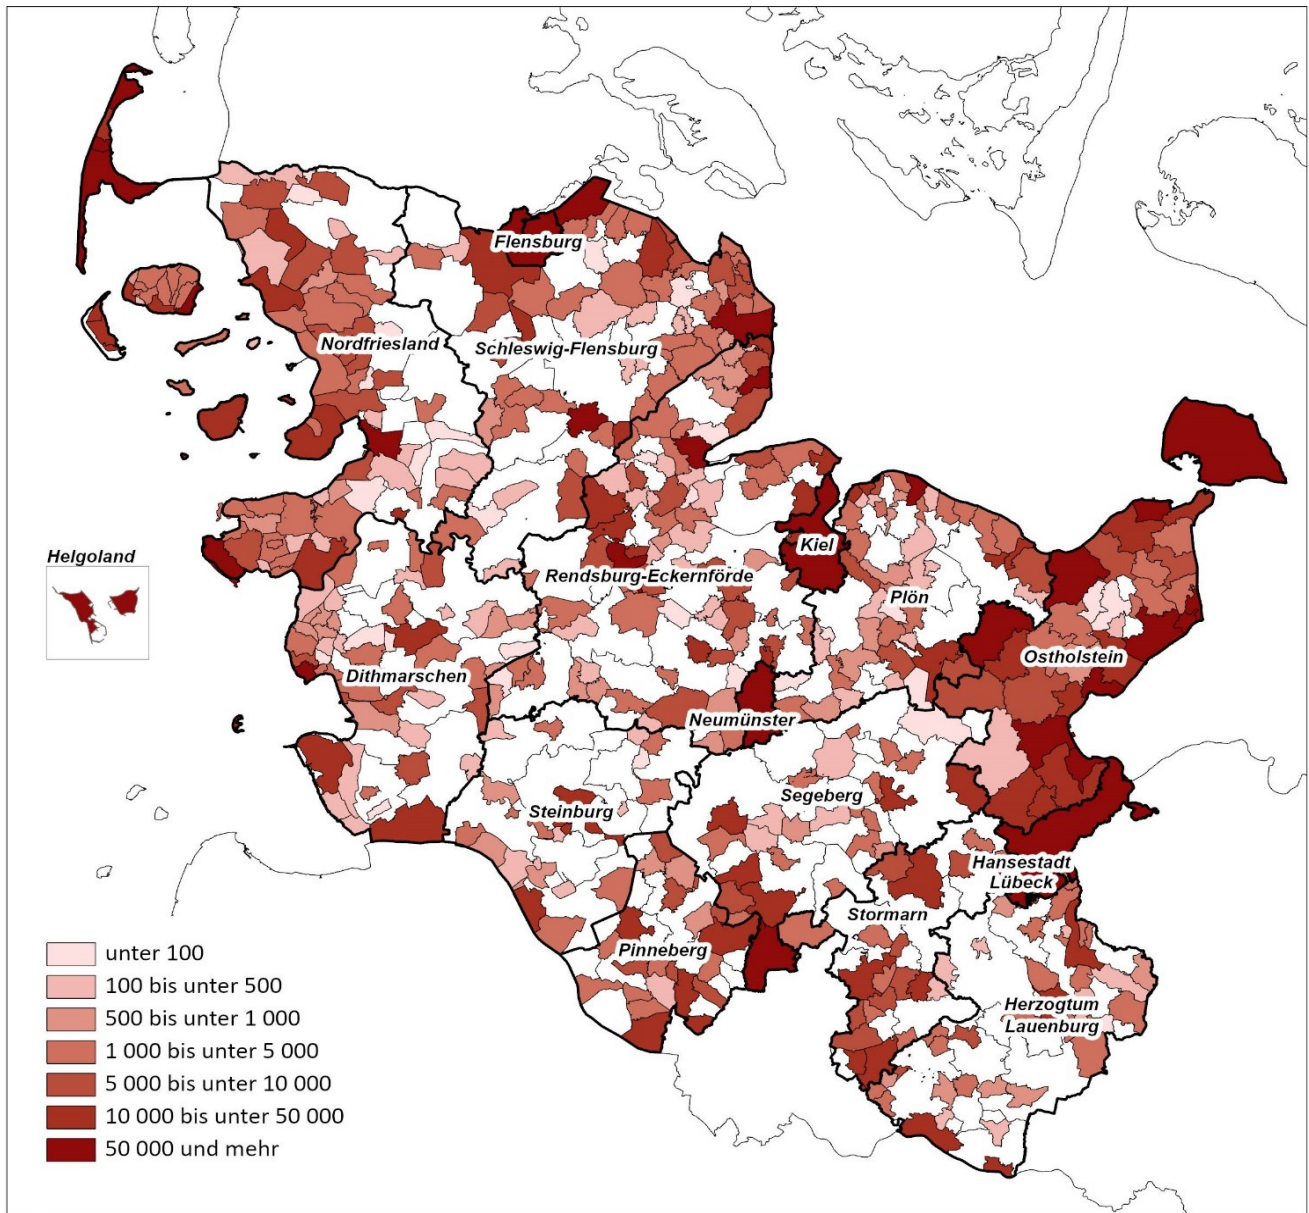 Flensburg
Nordfriesland
Schleswig-Flensburg
Kiel
Helgoland
Rendsburg-Eckernförde
Plön
Ostholstein
Dithmarschen
Neumünster
Segeberg
Steinburg
Hansestadt
Lübeck
Stormarn
Pinneberg
Herzogtum
Lauenburg
unter 100
100 bis unter 500
500 bis unter 1 000
1 000 bis unter 5 000
5 000 bis unter 10 000
10 000 bis unter 50 000
50 000 und mehr